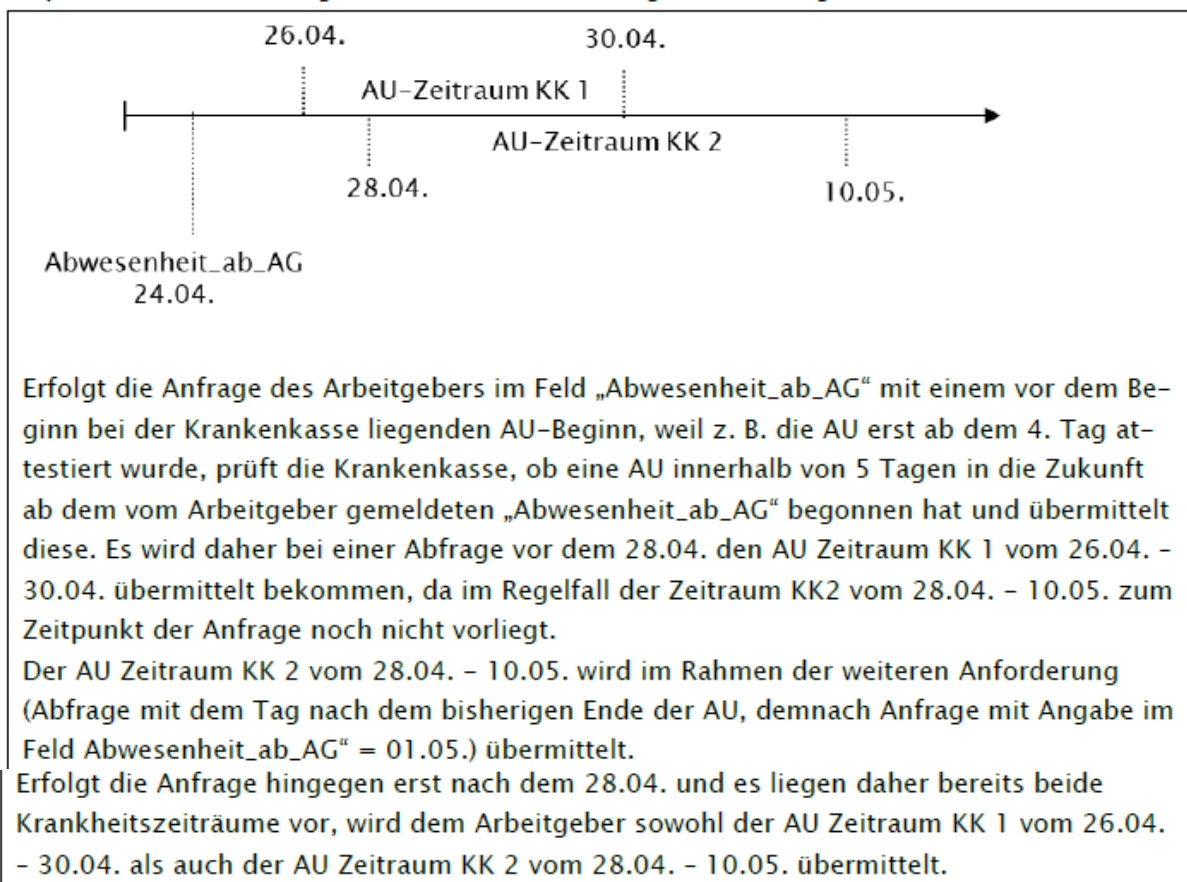 26.04.
30.04.
AU-Zeitraum KK 1
AU-Zeitraum KK 2
28.04.
10.05.
Abwesenheit_ab_AG
24.04.
Erfolgt die Anfrage des Arbeitgebers im Feld „Abwesenheit_ab_AG“ mit einem vor dem Be-
ginn bei der Krankenkasse liegenden AU-Beginn, weil z. B. die AU erst ab dem 4. Tag at-
testiert wurde, prüft die Krankenkasse, ob eine AU innerhalb von 5 Tagen in die Zukunft
ab dem vom Arbeitgeber gemeldeten „Abwesenheit_ab_AG“ begonnen hat und übermittelt
diese. Es wird daher bei einer Abfrage vor dem 28.04. den AU Zeitraum KK 1 vom 26.04. –
30.04. übermittelt bekommen, da im Regelfall der Zeitraum KK2 vom 28.04. – 10.05. zum
Zeitpunkt der Anfrage noch nicht vorliegt.
Der AU Zeitraum KK 2 vom 28.04. – 10.05. wird im Rahmen der weiteren Anforderung
(Abfrage mit dem Tag nach dem bisherigen Ende der AU, demnach Anfrage mit Angabe im
Feld Abwesenheit_ab_AG“ = 01.05.) übermittelt.
Erfolgt die Anfrage hingegen erst nach dem 28.04. und es liegen daher bereits beide
Krankheitszeiträume vor, wird dem Arbeitgeber sowohl der AU Zeitraum KK 1 vom 26.04.
– 30.04. als auch der AU Zeitraum KK 2 vom 28.04. – 10.05. übermittelt.